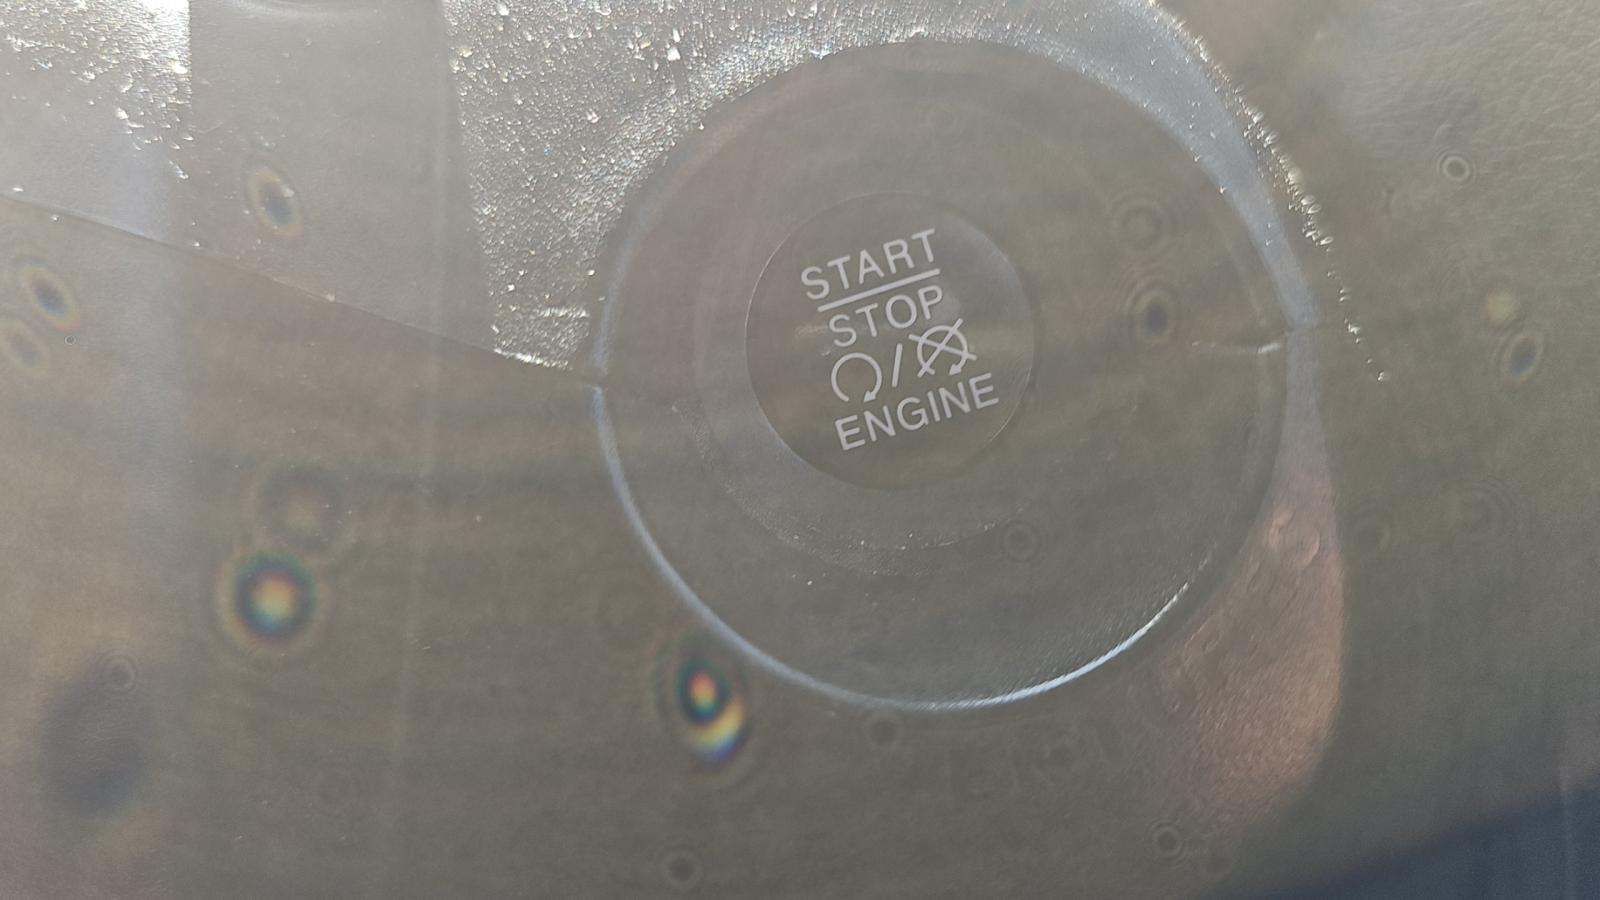 START
STOP
/
ENGINE